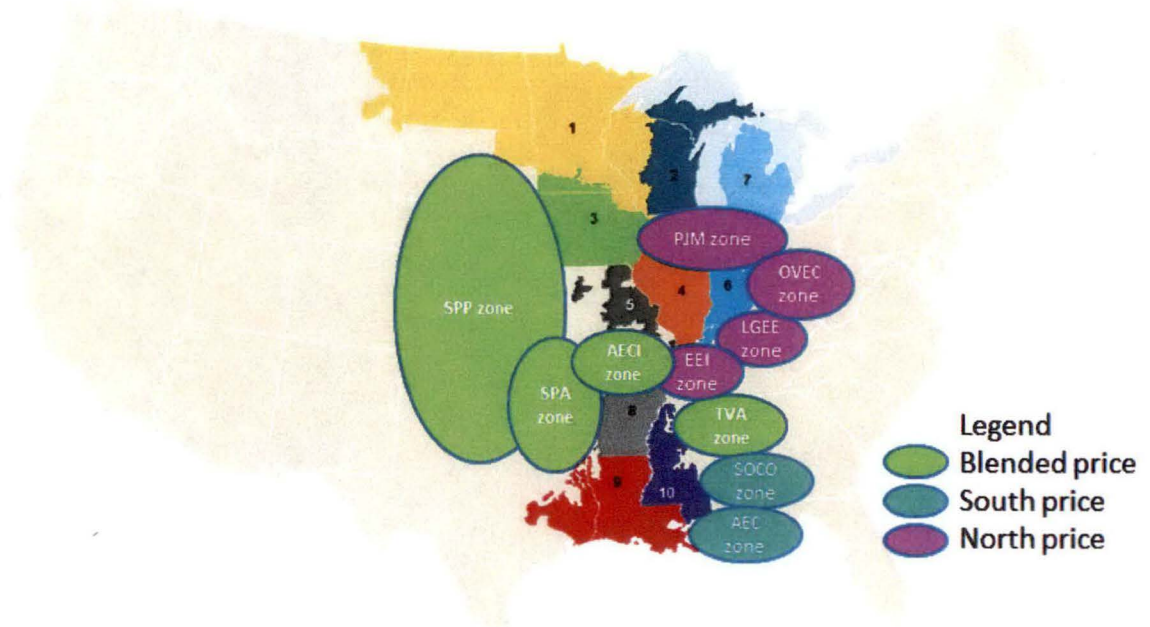 1
2
7
3
PJM zone
OVEC
zone
4
6
SPP zone
5
LGEE
zone
AECI
zone
EEI
zone
SPA
zone
8
TVA
zone
Legend
Blended price
9
10
SOCO
zone
South price
AEC
zone
North price